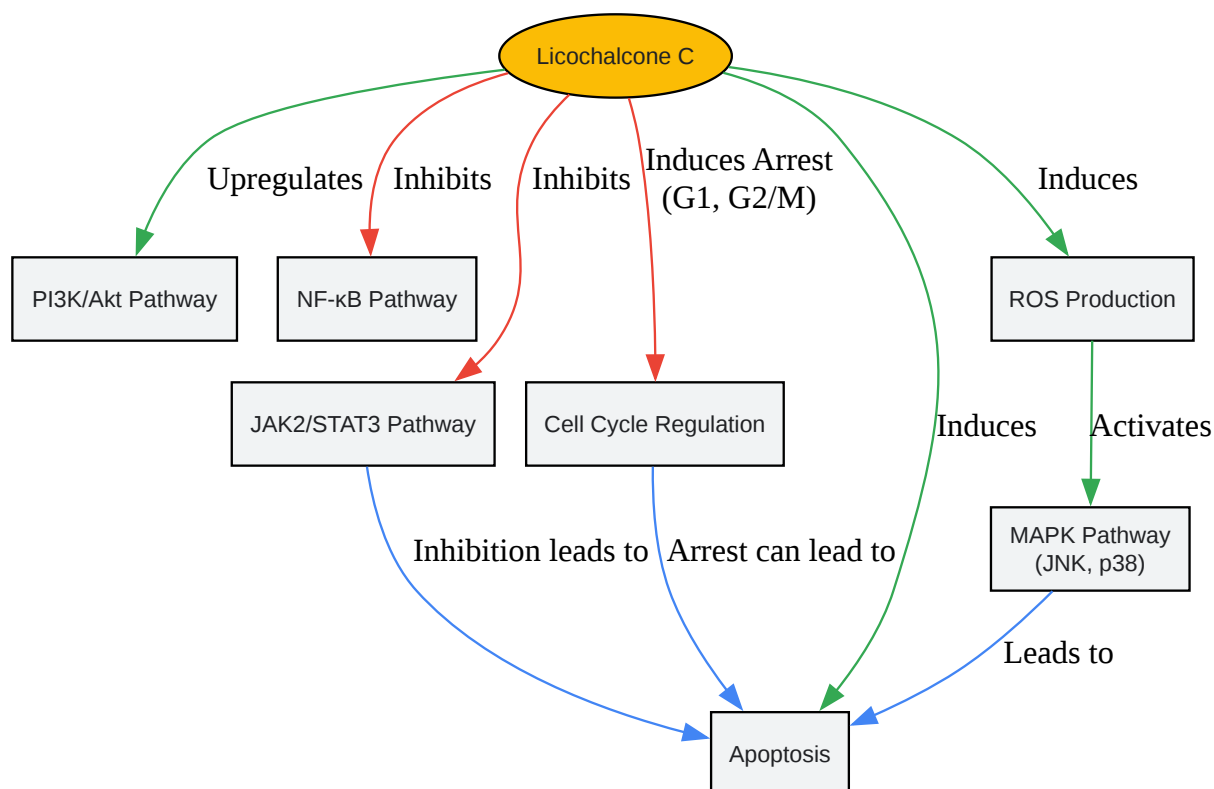 Licochalcone C
Upregulates
Inhibits
Inhibits
Induces Arrest
(G1, G2/M)
Induces
PI3K/Akt Pathway
NF-κB Pathway
ROS Production
JAK2/STAT3 Pathway
Cell Cycle Regulation
Induces
Activates
Inhibition leads to
Arrest can lead to
MAPK Pathway
(JNK, p38)
Leads to
Apoptosis